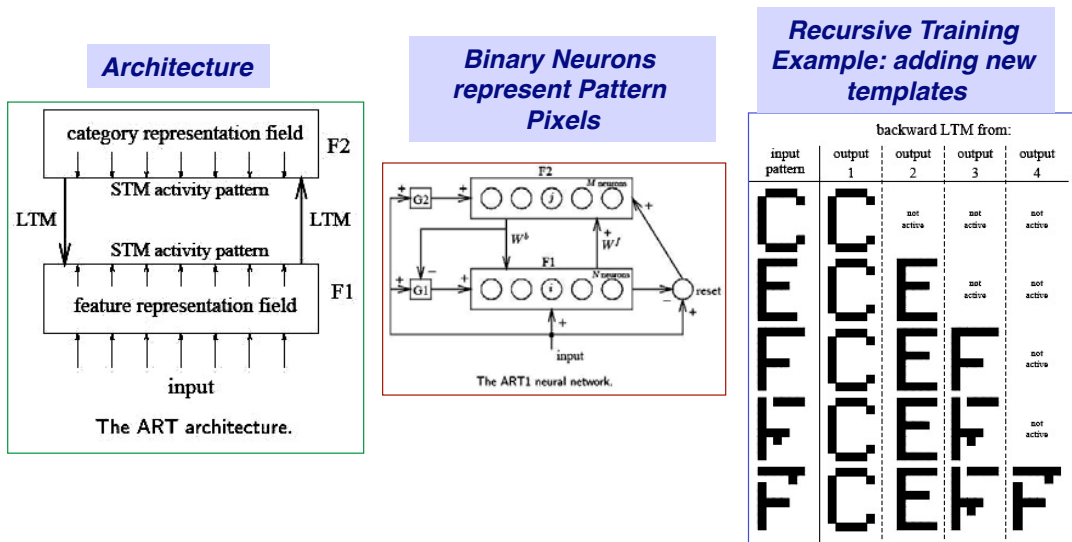 Architecture
category representation field
F2
STM activity pattern
LTM
LTM
STM activity pattern
F1
feature representation field
input
The ART architecture.
Binary Neurons
represent Pattern
Pixels
F2
M neurons
+
G2
+
j
+
W^b
+
W^f
−
F1
N neurons
+
G1
+
i
−
reset
+
+
input
The ART1 neural network.
Recursive Training
Example: adding new
templates
backward LTM from:
input
pattern
output
1
output
2
output
3
output
4
C
C
not
active
not
active
not
active
E
C
E
not
active
not
active
F
C
E
F
not
active
F
C
E
F
not
active
F
C
E
F
F